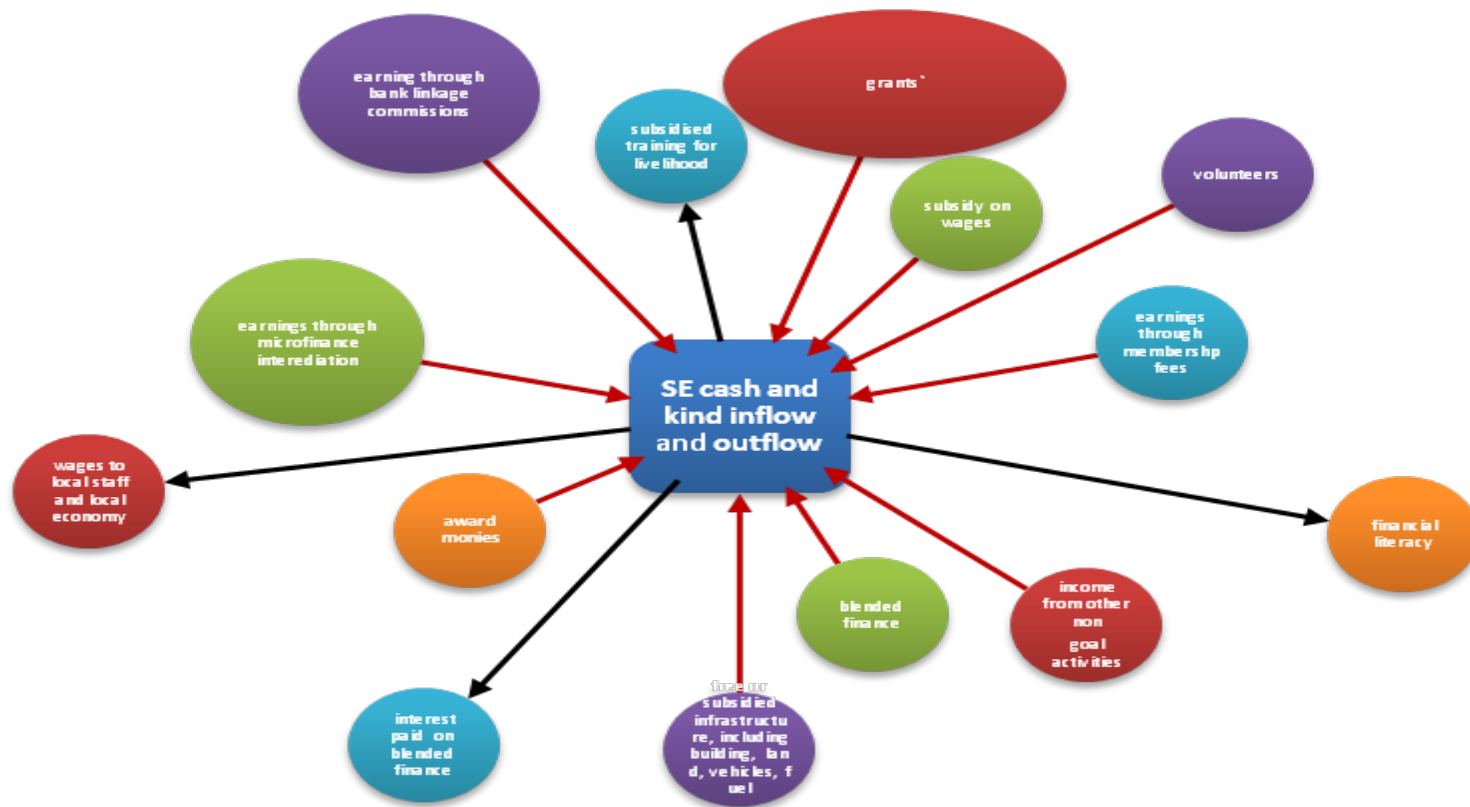 earning through
bank linkage
commissions
grants`
subsidised
training for
livelihood
volunteers
subsidy on
wages
earnings through
microfinance
interediation
earnings
through
membershp
fees
SE cash and
kind inflow
and outflow
wages to
local staff
and local
economy
award
monies
financial
literacy
blended
finance
income
from other
non
goal
activities
interest
paid on
blended
finance
free or
subsidied
infrastructu
re, including
building, lan
d, vehicles, f
uel